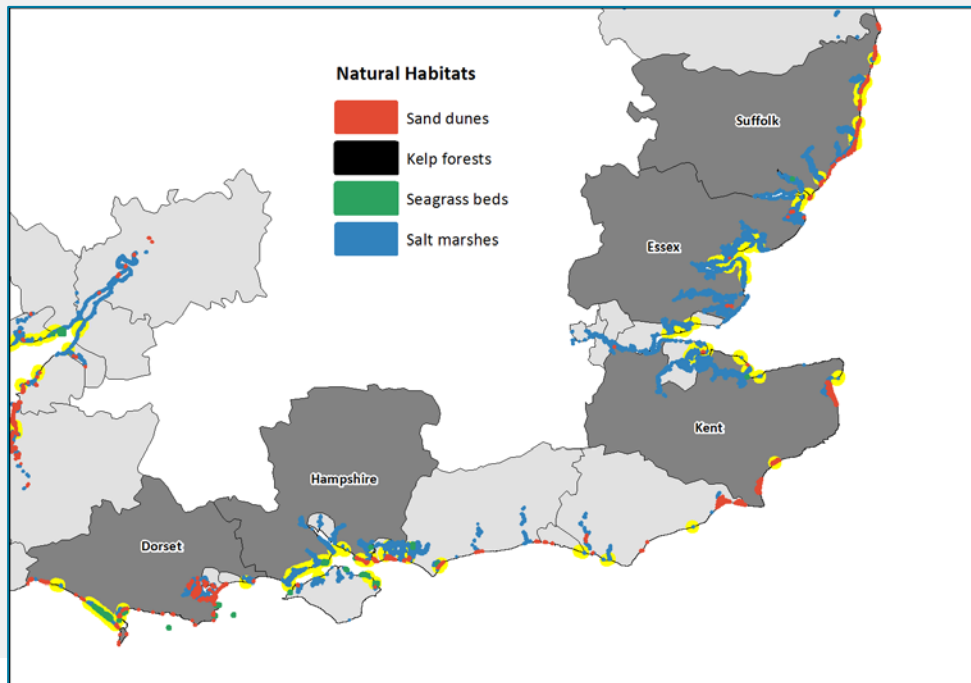 Natural Habitats
Sand dunes
Kelp forests
Seagrass beds
Salt marshes
Suffolk
Essex
Kent
Hampshire
Dorset